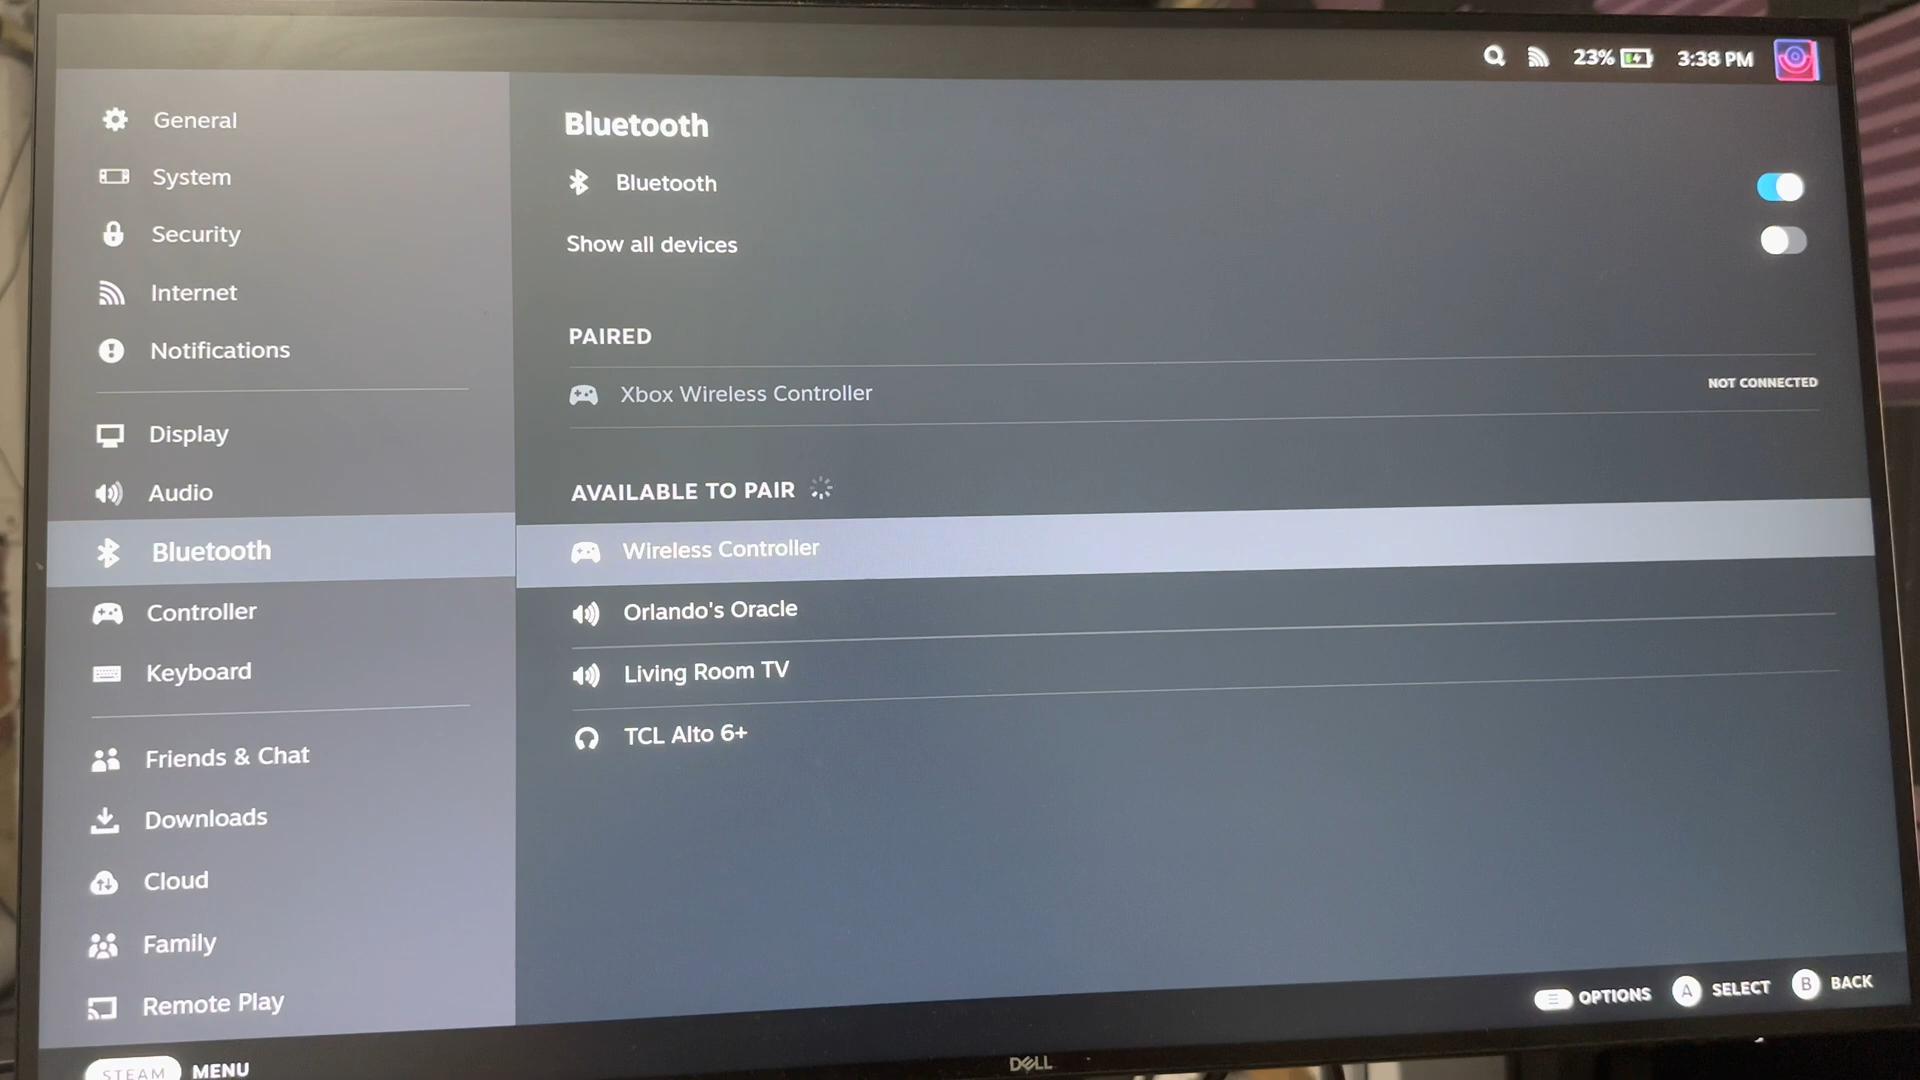 23% 3:38 PM
General
System
Security
Internet
Notifications
Display
Audio
Bluetooth
Controller
Keyboard
Friends & Chat
Downloads
Cloud
Family
Remote Play
Bluetooth
Bluetooth
Show all devices
PAIRED
Xbox Wireless Controller NOT CONNECTED
AVAILABLE TO PAIR
Wireless Controller
Orlando's Oracle
Living Room TV
TCL Alto 6+
STEAM MENU
OPTIONS A SELECT B BACK
DELL